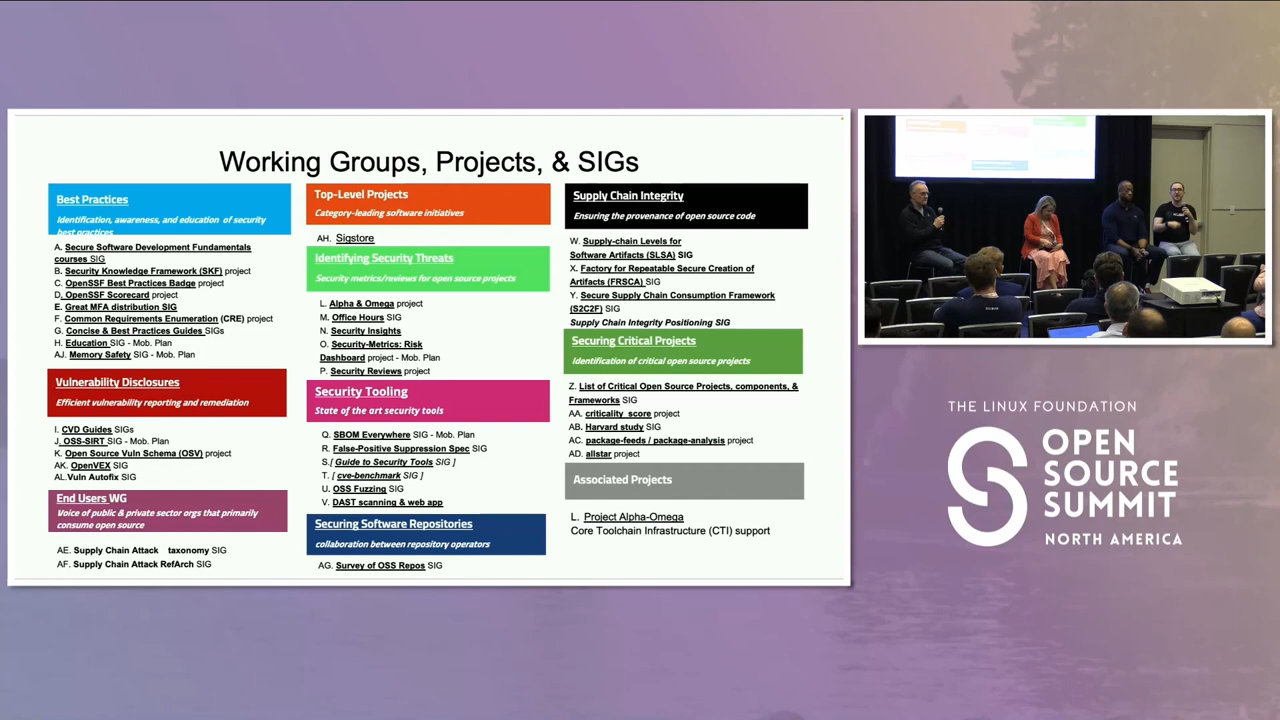 Working Groups, Projects, & SIGs
Best Practices
Identification, awareness, and education of security
best practices
A. Secure Software Development Fundamentals
courses SIG
B. Security Knowledge Framework (SKF) project
C. OpenSSF Best Practices Badge project
D. OpenSSF Scorecard project
E. Great MFA distribution SIG
F. Common Requirements Enumeration (CRE) project
G. Concise & Best Practices Guides SIGs
H. Education SIG - Mob. Plan
AJ. Memory Safety SIG - Mob. Plan
Vulnerability Disclosures
Efficient vulnerability reporting and remediation
I. CVD Guides SIGs
J. OSS-SIRT SIG - Mob. Plan
K. Open Source Vuln Schema (OSV) project
AK. OpenVEX SIG
AL. Vuln Autofix SIG
End Users WG
Voice of public & private sector orgs that primarily
consume open source
AE. Supply Chain Attack taxonomy SIG
AF. Supply Chain Attack RefArch SIG
Top-Level Projects
Category-leading software initiatives
AH. Sigstore
Identifying Security Threats
Security metrics/reviews for open source projects
L. Alpha & Omega project
M. Office Hours SIG
N. Security Insights
O. Security-Metrics: Risk
Dashboard project - Mob. Plan
P. Security Reviews project
Security Tooling
State of the art security tools
Q. SBOM Everywhere SIG - Mob. Plan
R. False-Positive Suppression Spec SIG
S.[ Guide to Security Tools SIG ]
T. [ cve-benchmark SIG ]
U. OSS Fuzzing SIG
V. DAST scanning & web app
Securing Software Repositories
collaboration between repository operators
AG. Survey of OSS Repos SIG
Supply Chain Integrity
Ensuring the provenance of open source code
W. Supply-chain Levels for
Software Artifacts (SLSA) SIG
X. Factory for Repeatable Secure Creation of
Artifacts (FRSCA) SIG
Y. Secure Supply Chain Consumption Framework
(S2C2F) SIG
Supply Chain Integrity Positioning SIG
Securing Critical Projects
Identification of critical open source projects
Z. List of Critical Open Source Projects, components, &
Frameworks SIG
AA. criticality_score project
AB. Harvard study SIG
AC. package-feeds / package-analysis project
AD. allstar project
Associated Projects
L. Project Alpha-Omega
Core Toolchain Infrastructure (CTI) support
THE LINUX FOUNDATION
OPEN
SOURCE
SUMMIT
NORTH AMERICA